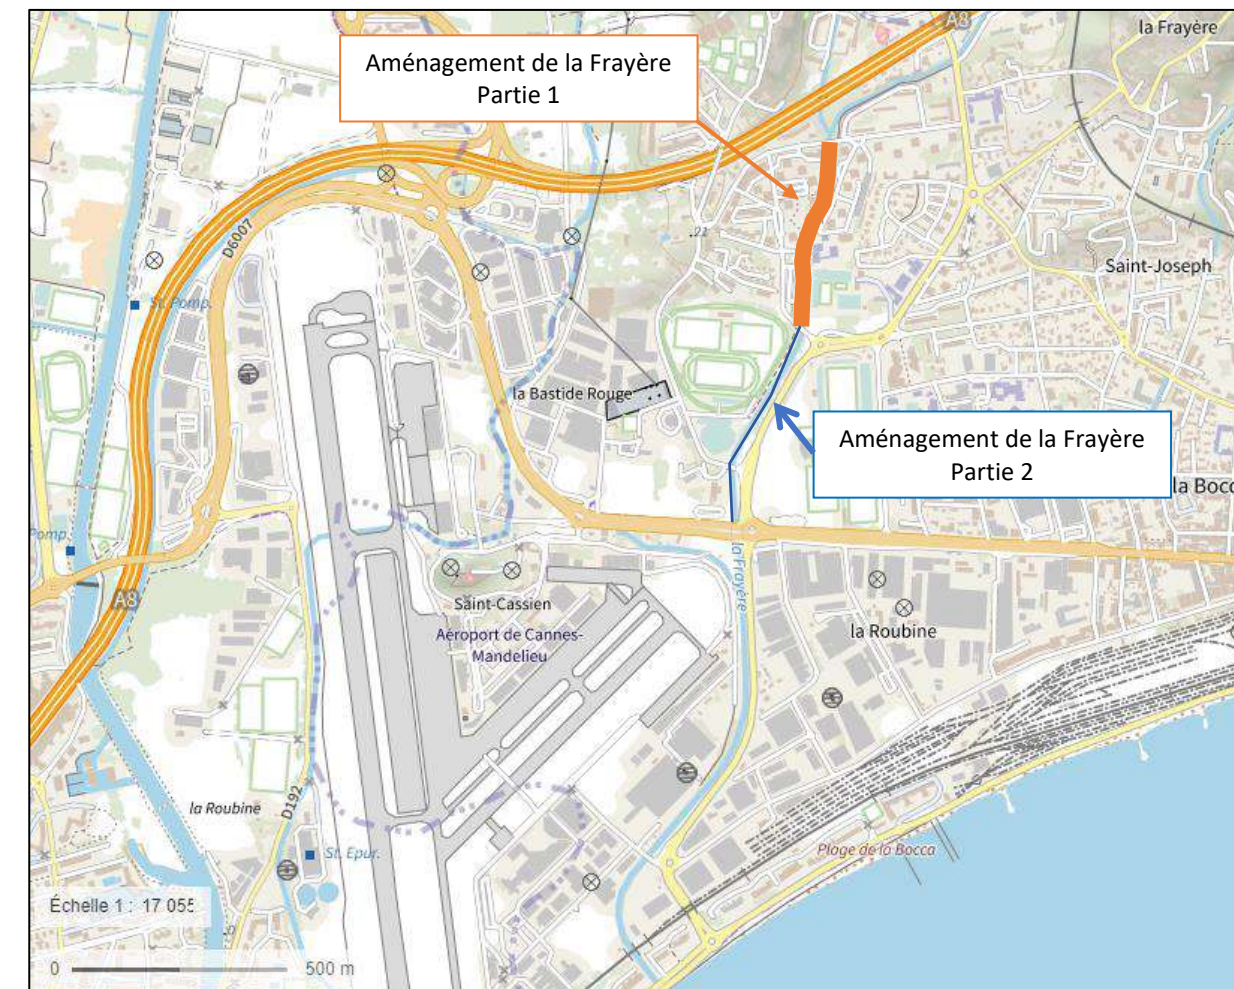 A8
la Frayère
Aménagement de la Frayère
Partie 1
D6007
.21
Saint-Joseph
St. Pomp.
la Bastide Rouge
Aménagement de la Frayère
Partie 2
la Bocc
Pomp.
la Frayère
A8
Saint-Cassien
Aéroport de Cannes-
Mandelieu
la Roubine
la Roubine
D192
St. Epur.
Plage de la Bocca
Échelle 1 : 17 055
0
500 m